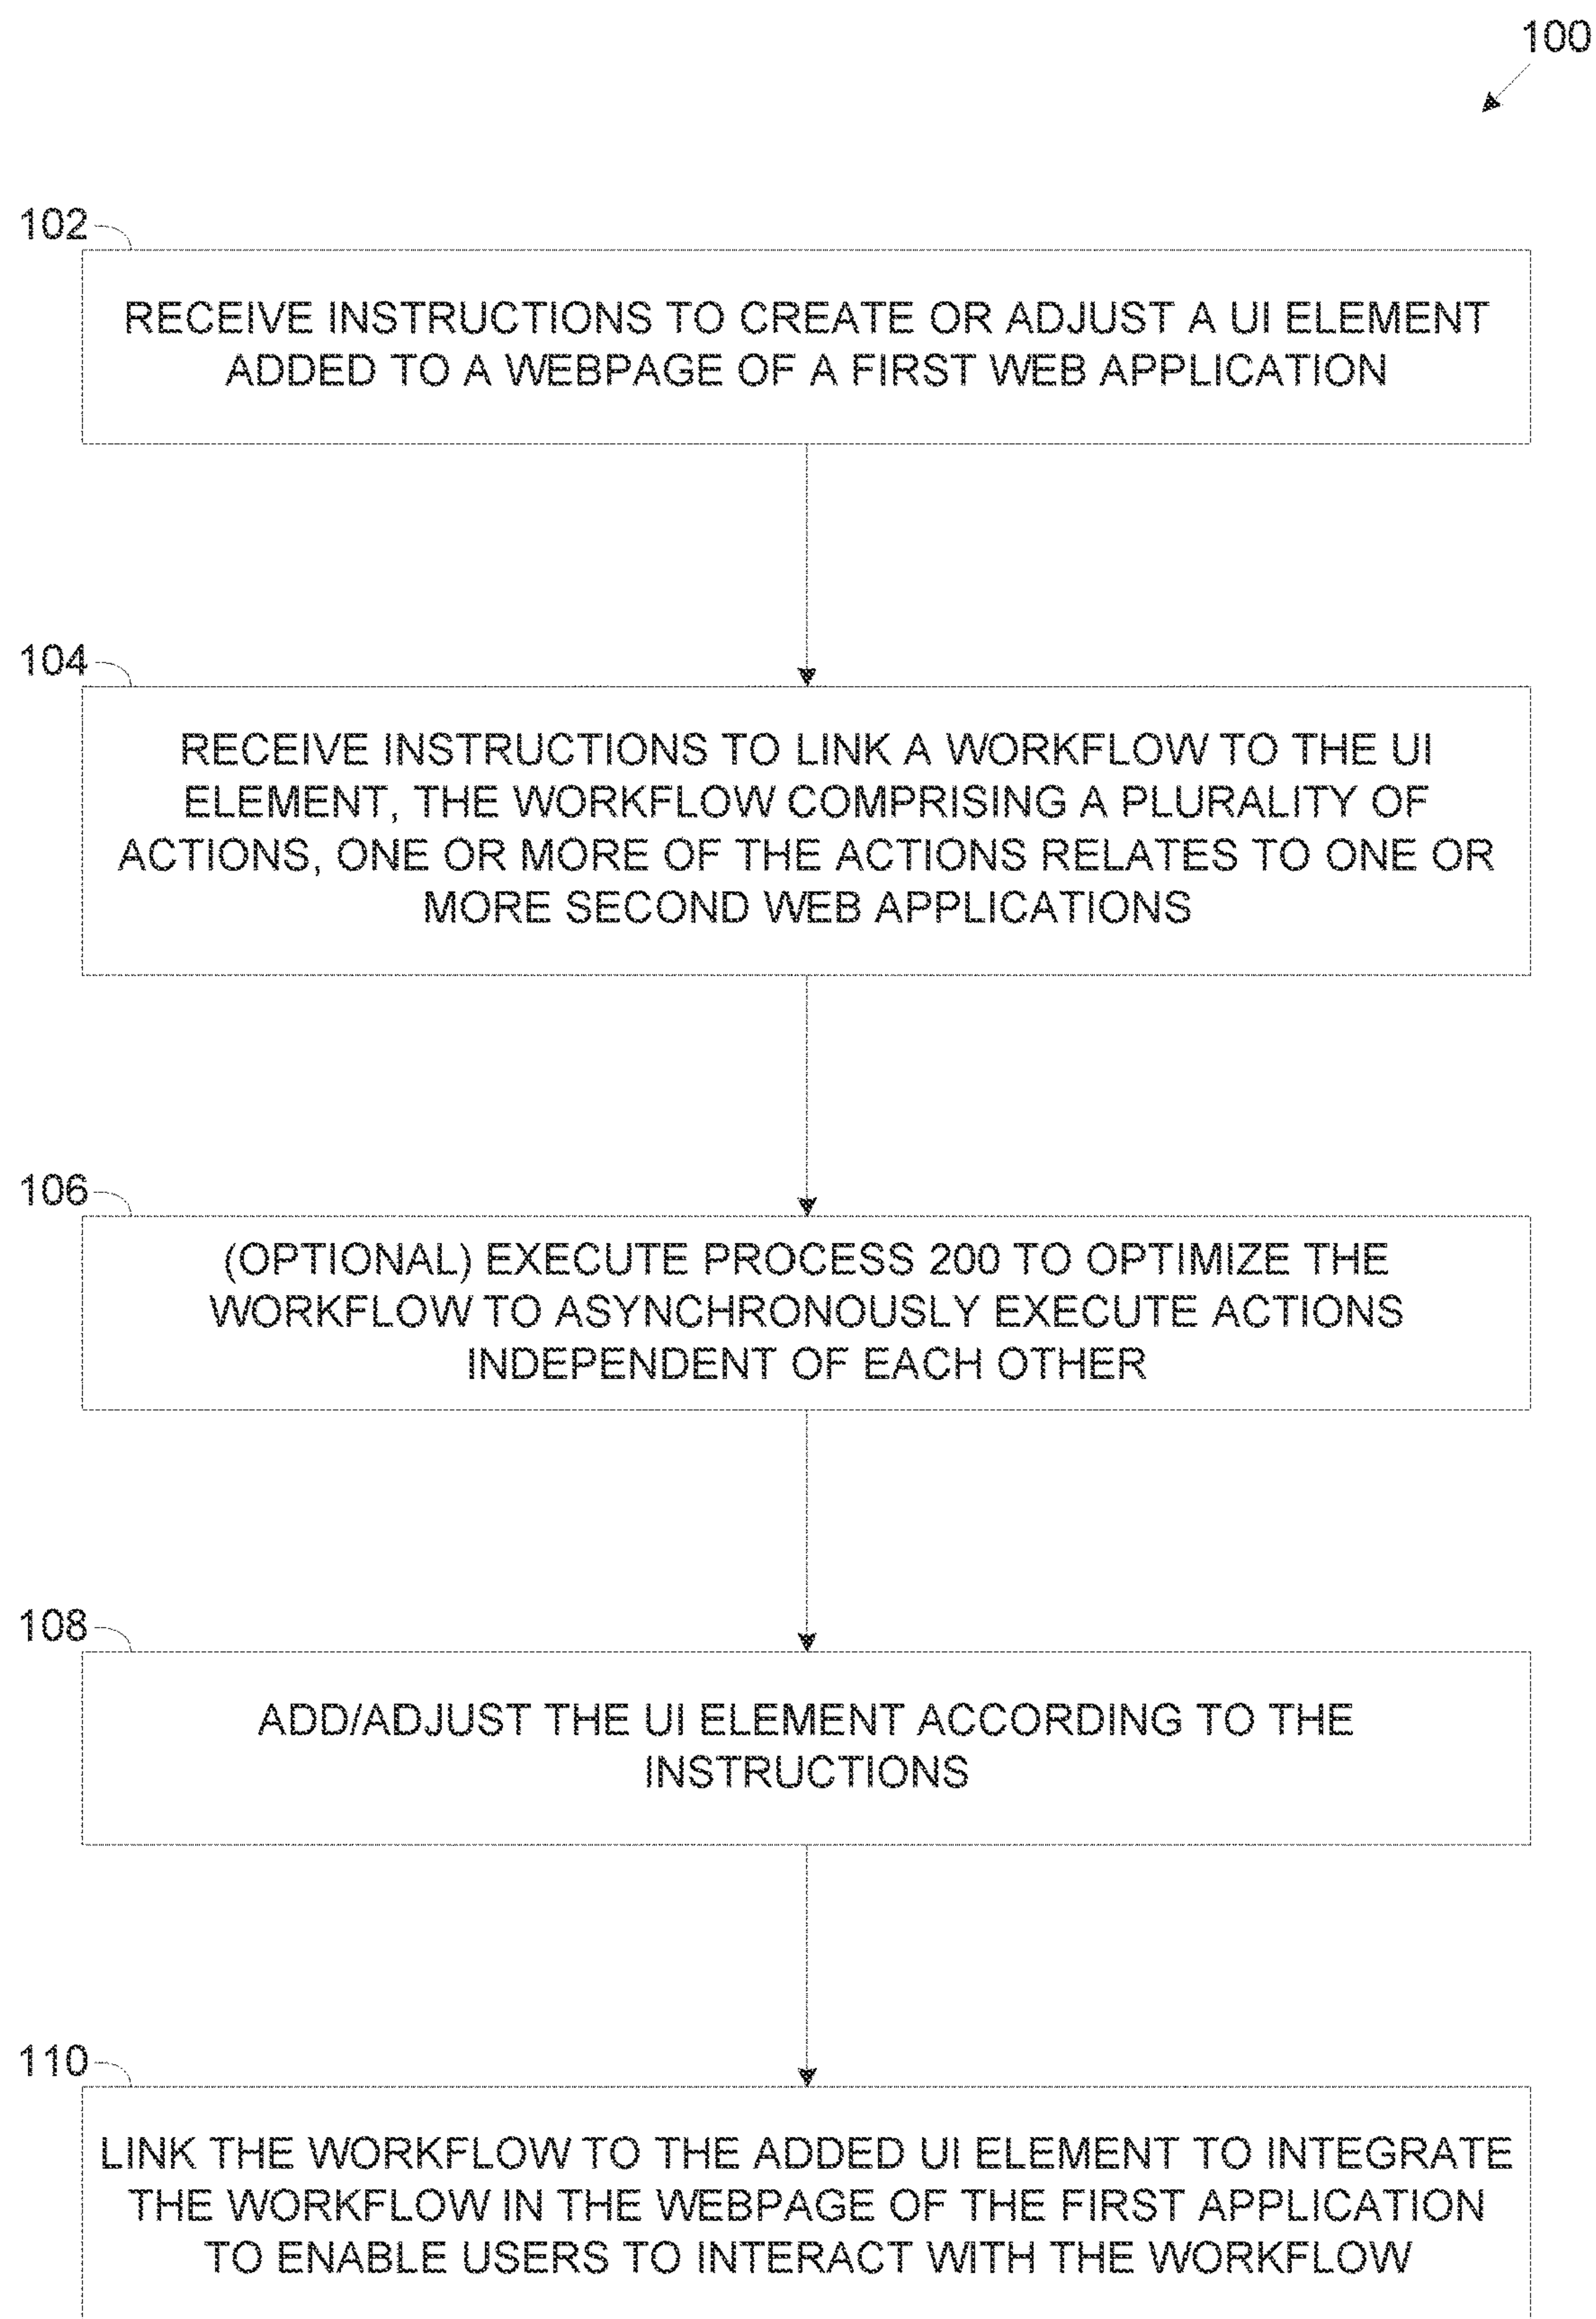 100
102
RECEIVE INSTRUCTIONS TO CREATE OR ADJUST A UI ELEMENT
ADDED TO A WEBPAGE OF A FIRST WEB APPLICATION
104
RECEIVE INSTRUCTIONS TO LINK A WORKFLOW TO THE UI
ELEMENT, THE WORKFLOW COMPRISING A PLURALITY OF
ACTIONS, ONE OR MORE OF THE ACTIONS RELATES TO ONE OR
MORE SECOND WEB APPLICATIONS
106
(OPTIONAL) EXECUTE PROCESS 200 TO OPTIMIZE THE
WORKFLOW TO ASYNCHRONOUSLY EXECUTE ACTIONS
INDEPENDENT OF EACH OTHER
108
ADD/ADJUST THE UI ELEMENT ACCORDING TO THE
INSTRUCTIONS
110
LINK THE WORKFLOW TO THE ADDED UI ELEMENT TO INTEGRATE
THE WORKFLOW IN THE WEBPAGE OF THE FIRST APPLICATION
TO ENABLE USERS TO INTERACT WITH THE WORKFLOW